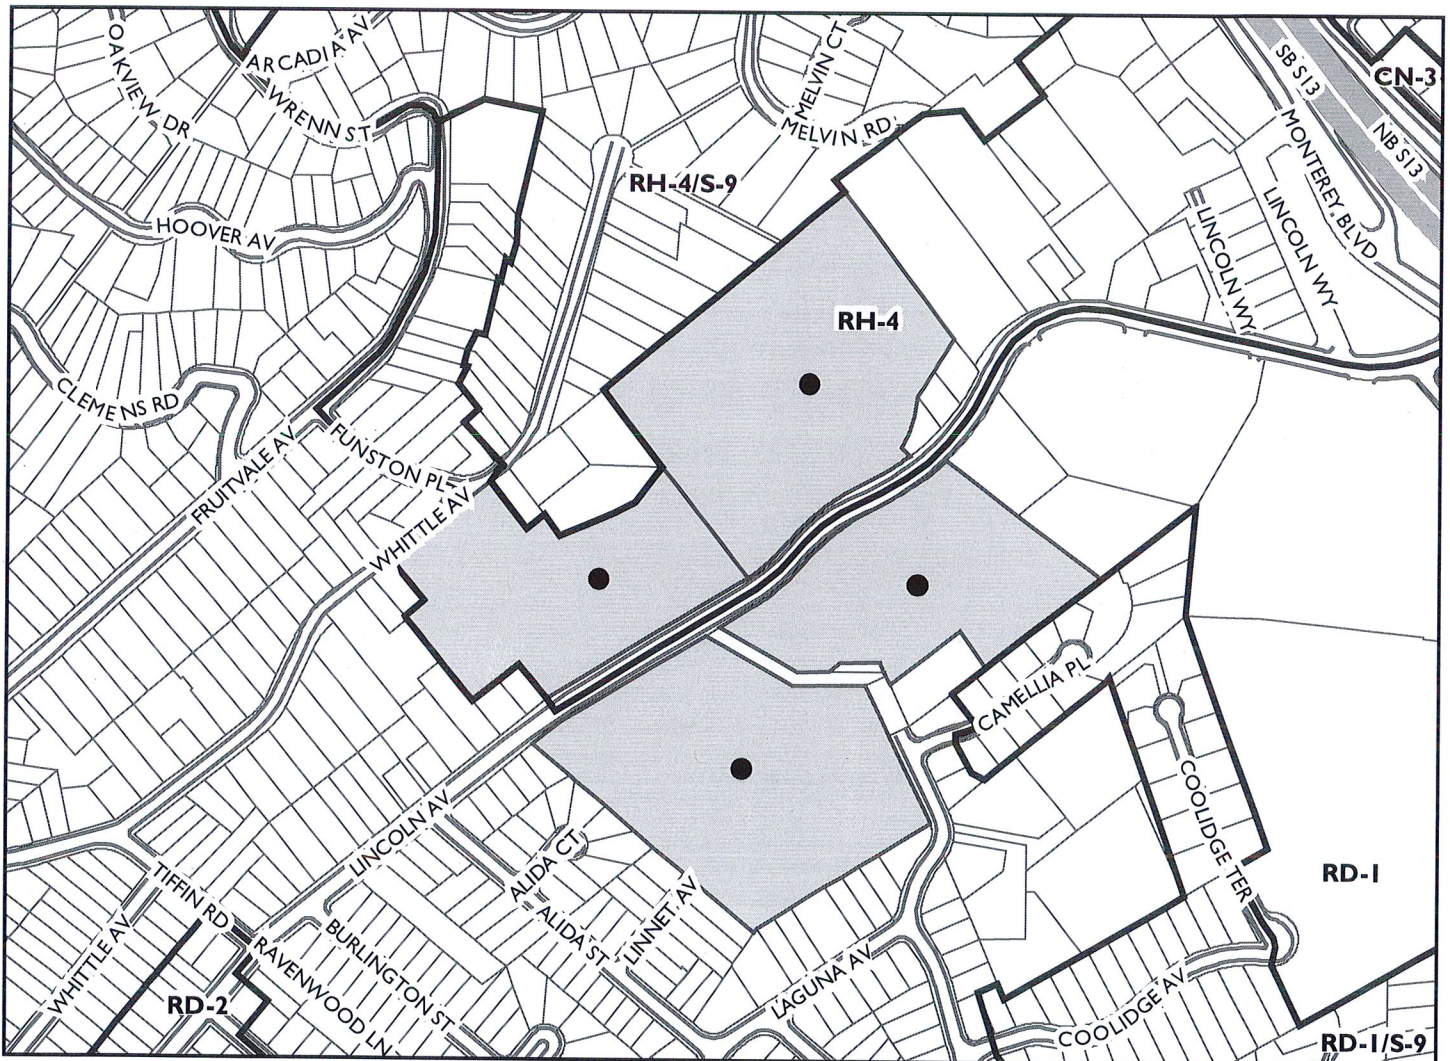 OAKVIEW DR
ARCADIA AV
WRENN ST
MELVIN CT
MELVIN RD
SB S13
CN-3
NB S13
MONTEREY BLVD
LINCOLN WY
LINCOLN WY
RH-4/S-9
HOOVER AV
RH-4
CLEMENS RD
FRUITVALE AV
FUNSTON PL
WHITTLE AV
CAMELLIA PL
COOLIDGE TER
LINCOLN AV
ALIDA CT
ALIDA ST
LINNET AV
TIFFIN RD
WHITTLE AV
BURLINGTON ST
RAVENWOOD LN
RD-2
LAGUNA AV
COOLIDGE AV
RD-1
RD-1/S-9